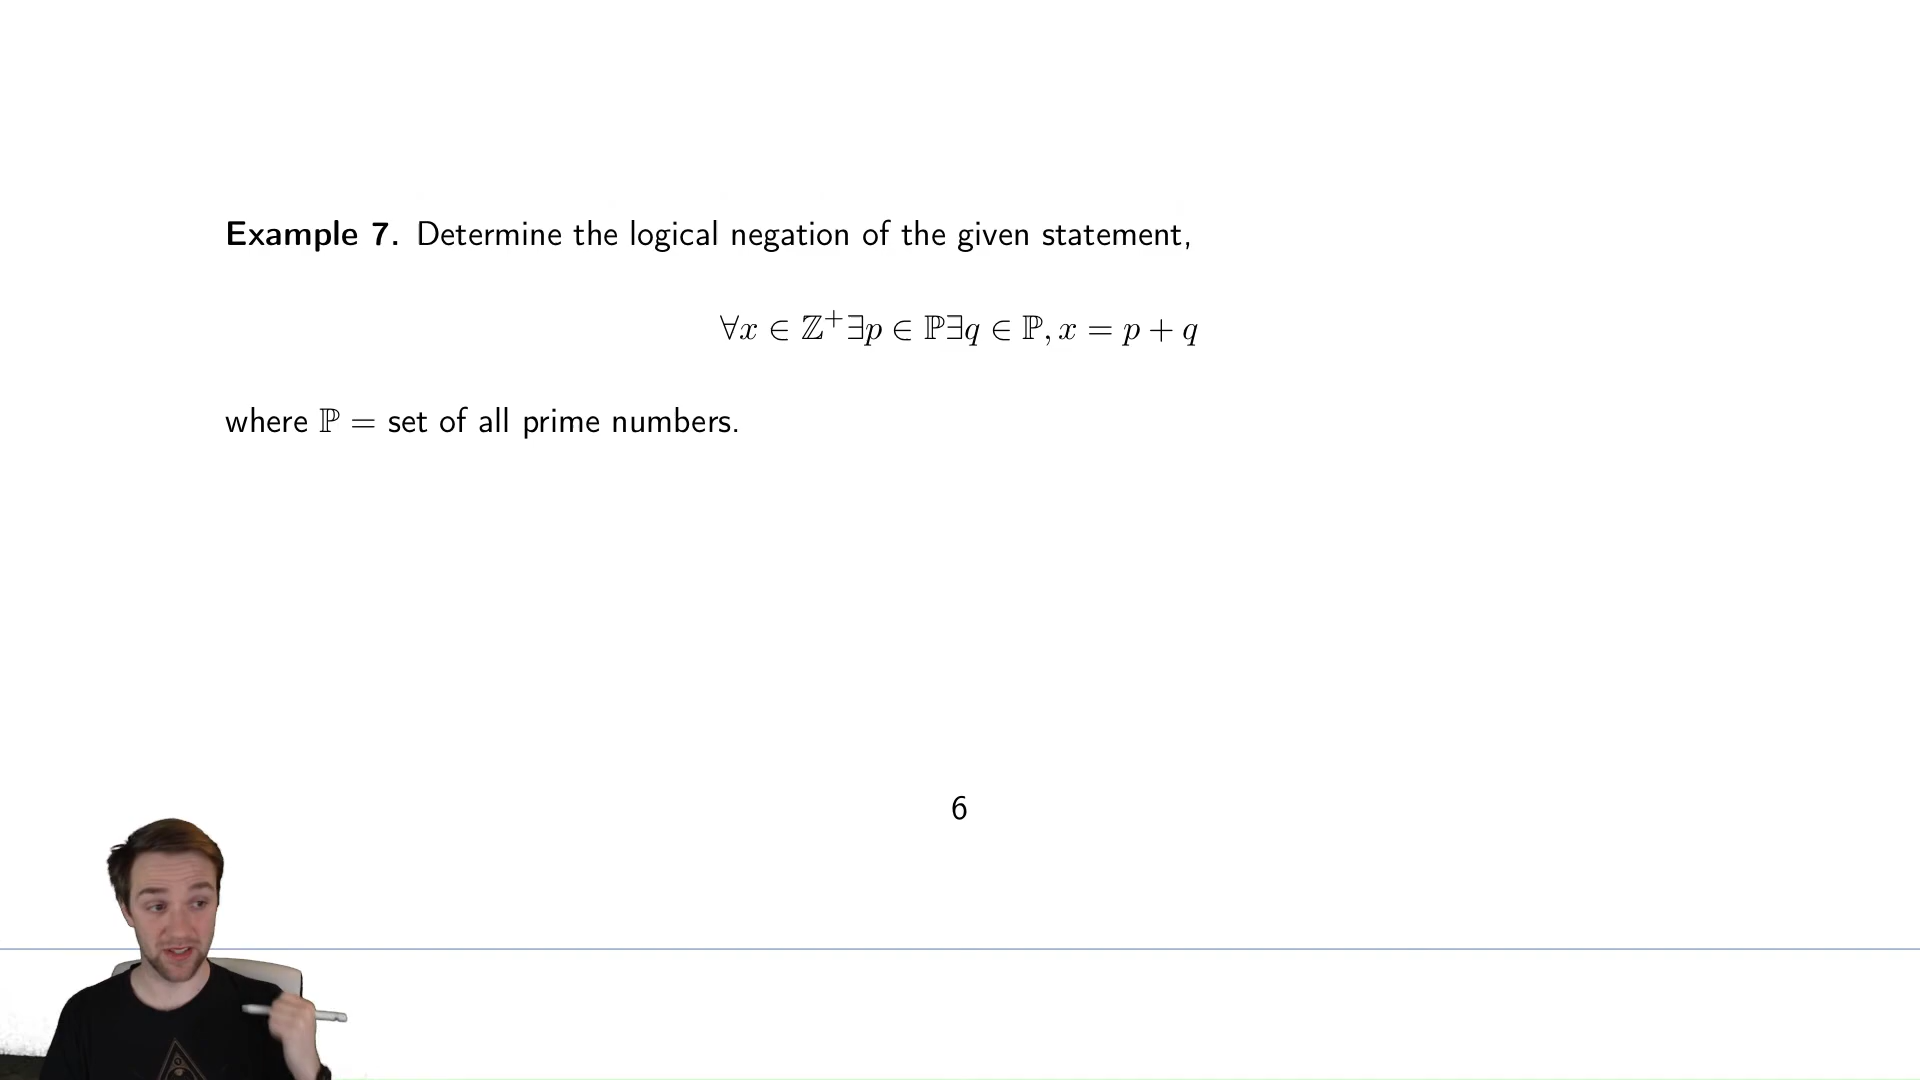 Example 7. Determine the logical negation of the given statement,
∀x ∈ ℤ⁺∃p ∈ ℙ∃q ∈ ℙ, x = p + q
where ℙ = set of all prime numbers.
6